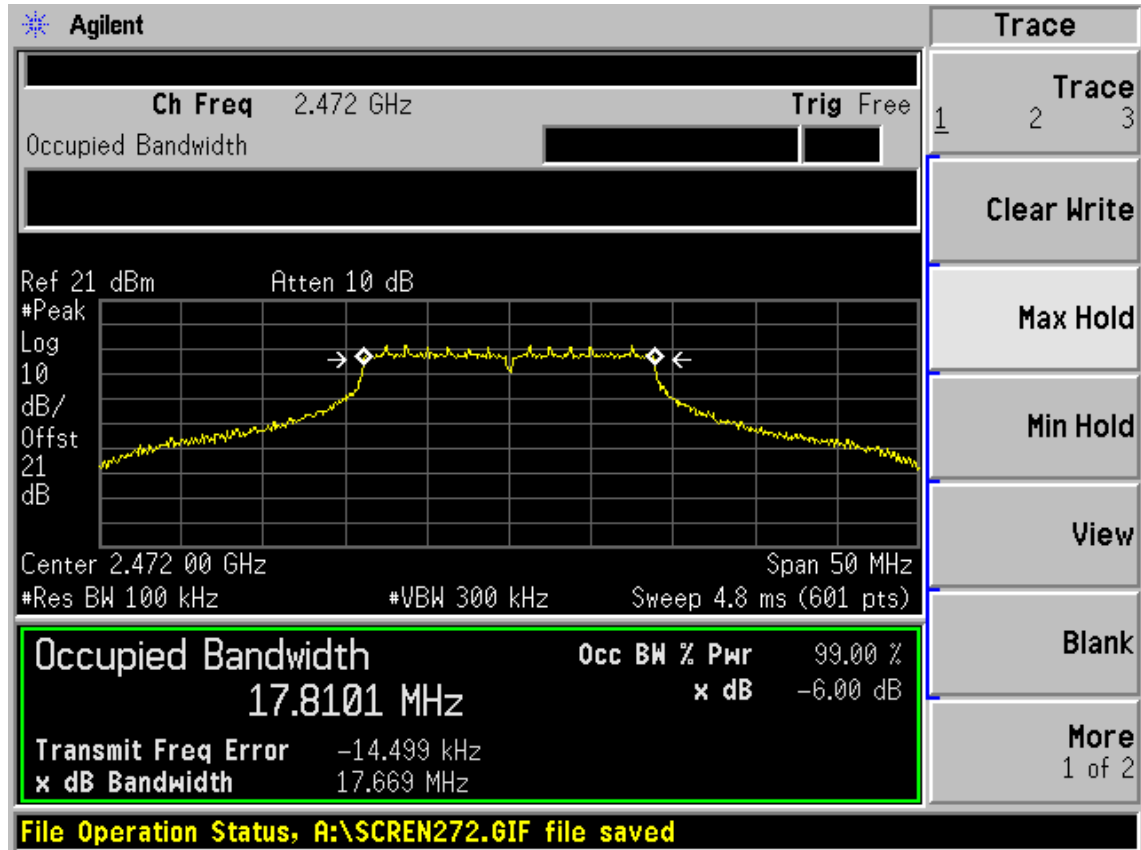 Agilent
Trace
Ch Freq 2.472 GHz Trig Free
Occupied Bandwidth
Trace
1 2 3
Clear Write
Max Hold
Min Hold
View
Blank
More
1 of 2
Ref 21 dBm Atten 10 dB
#Peak
Log
10
dB/
Offst
21
dB
Center 2.472 00 GHz Span 50 MHz
#Res BW 100 kHz #VBW 300 kHz Sweep 4.8 ms (601 pts)
Occupied Bandwidth Occ BW % Pwr 99.00 %
17.8101 MHz x dB -6.00 dB
Transmit Freq Error -14.499 kHz
x dB Bandwidth 17.669 MHz
File Operation Status, A:\SCREN272.GIF file saved